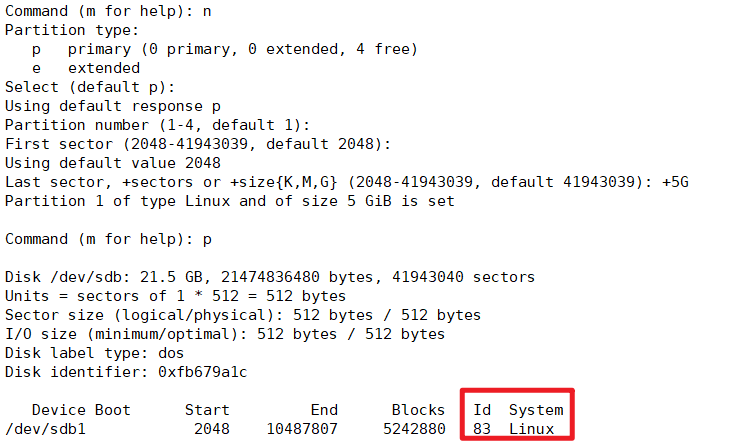 Command (m for help): n
Partition type:
   p   primary (0 primary, 0 extended, 4 free)
   e   extended
Select (default p):
Using default response p
Partition number (1-4, default 1):
First sector (2048-41943039, default 2048):
Using default value 2048
Last sector, +sectors or +size{K,M,G} (2048-41943039, default 41943039): +5G
Partition 1 of type Linux and of size 5 GiB is set
Command (m for help): p
Disk /dev/sdb: 21.5 GB, 21474836480 bytes, 41943040 sectors
Units = sectors of 1 * 512 = 512 bytes
Sector size (logical/physical): 512 bytes / 512 bytes
I/O size (minimum/optimal): 512 bytes / 512 bytes
Disk label type: dos
Disk identifier: 0xfb679a1c
   Device Boot      Start         End      Blocks   Id  System
/dev/sdb1            2048    10487807     5242880   83  Linux